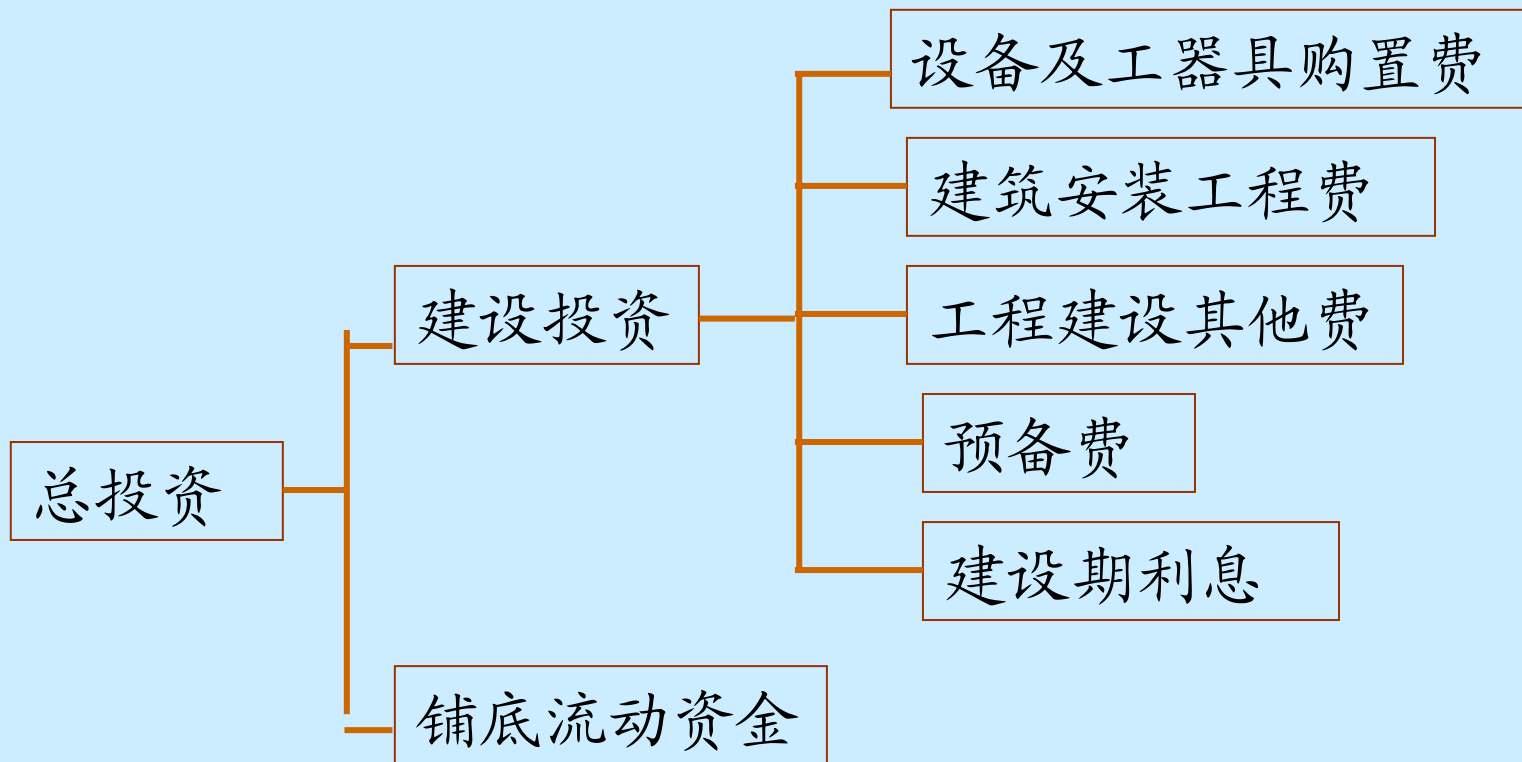 总投资
建设投资
设备及工器具购置费
建筑安装工程费
工程建设其他费
预备费
建设期利息
铺底流动资金